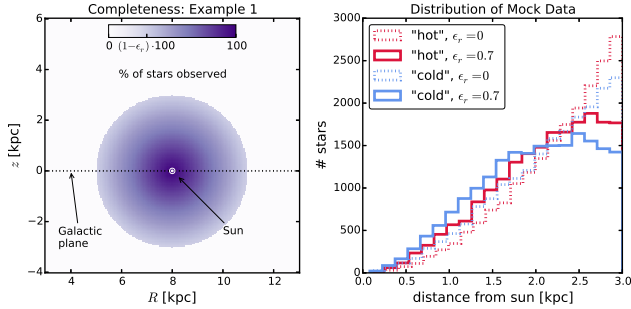 Completeness: Example 1
0 (1−ϵr)·100 100
% of stars observed
Galactic
plane
Sun
6
4
2
0
−2
−4
z [kpc]
4 6 8 10 12
R [kpc]
Distribution of Mock Data
"hot", ϵr=0
"hot", ϵr=0.7
"cold", ϵr=0
"cold", ϵr=0.7
3000
2500
2000
1500
1000
500
0
# stars
0.0 0.5 1.0 1.5 2.0 2.5 3.0
distance from sun [kpc]